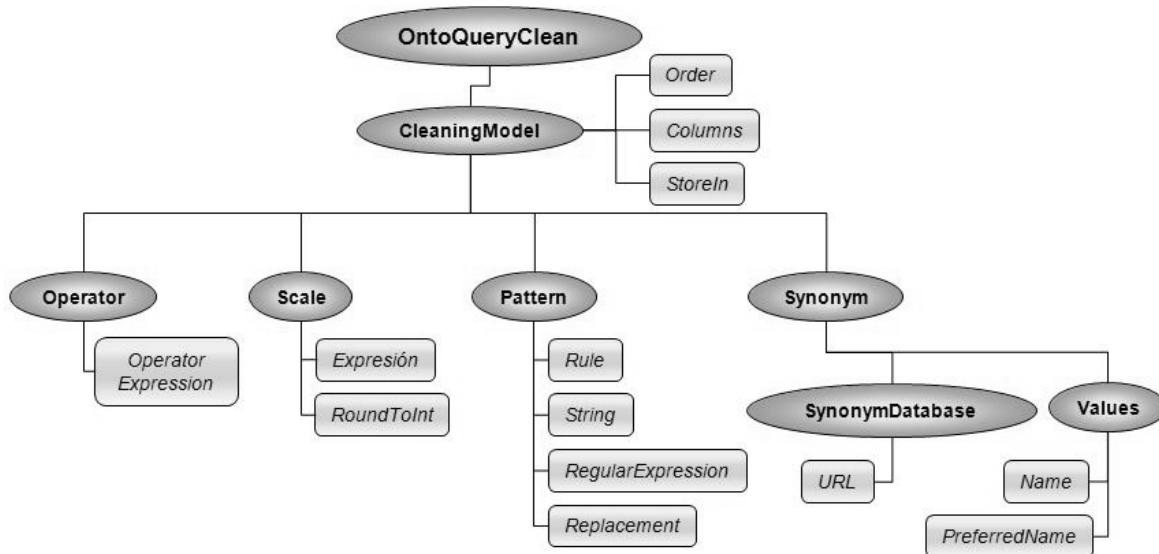 OntoQueryClean
Order
CleaningModel
Columns
StoreIn
Operator
Scale
Pattern
Synonym
Operator
Expression
Expresión
RoundToInt
Rule
String
RegularExpression
Replacement
SynonymDatabase
Values
URL
Name
PreferredName